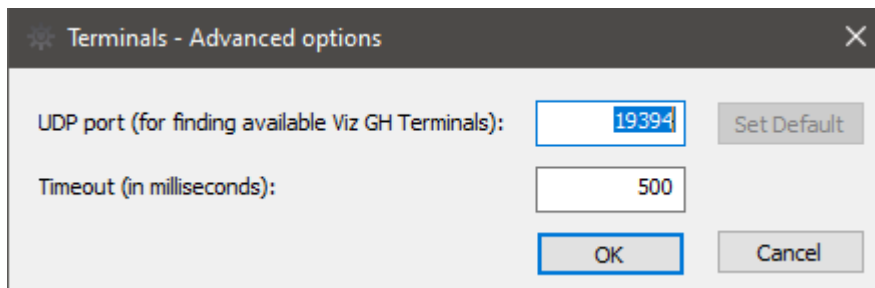 Terminals - Advanced options
UDP port (for finding available Viz GH Terminals): 19394 Set Default
Timeout (in milliseconds): 500
OK Cancel